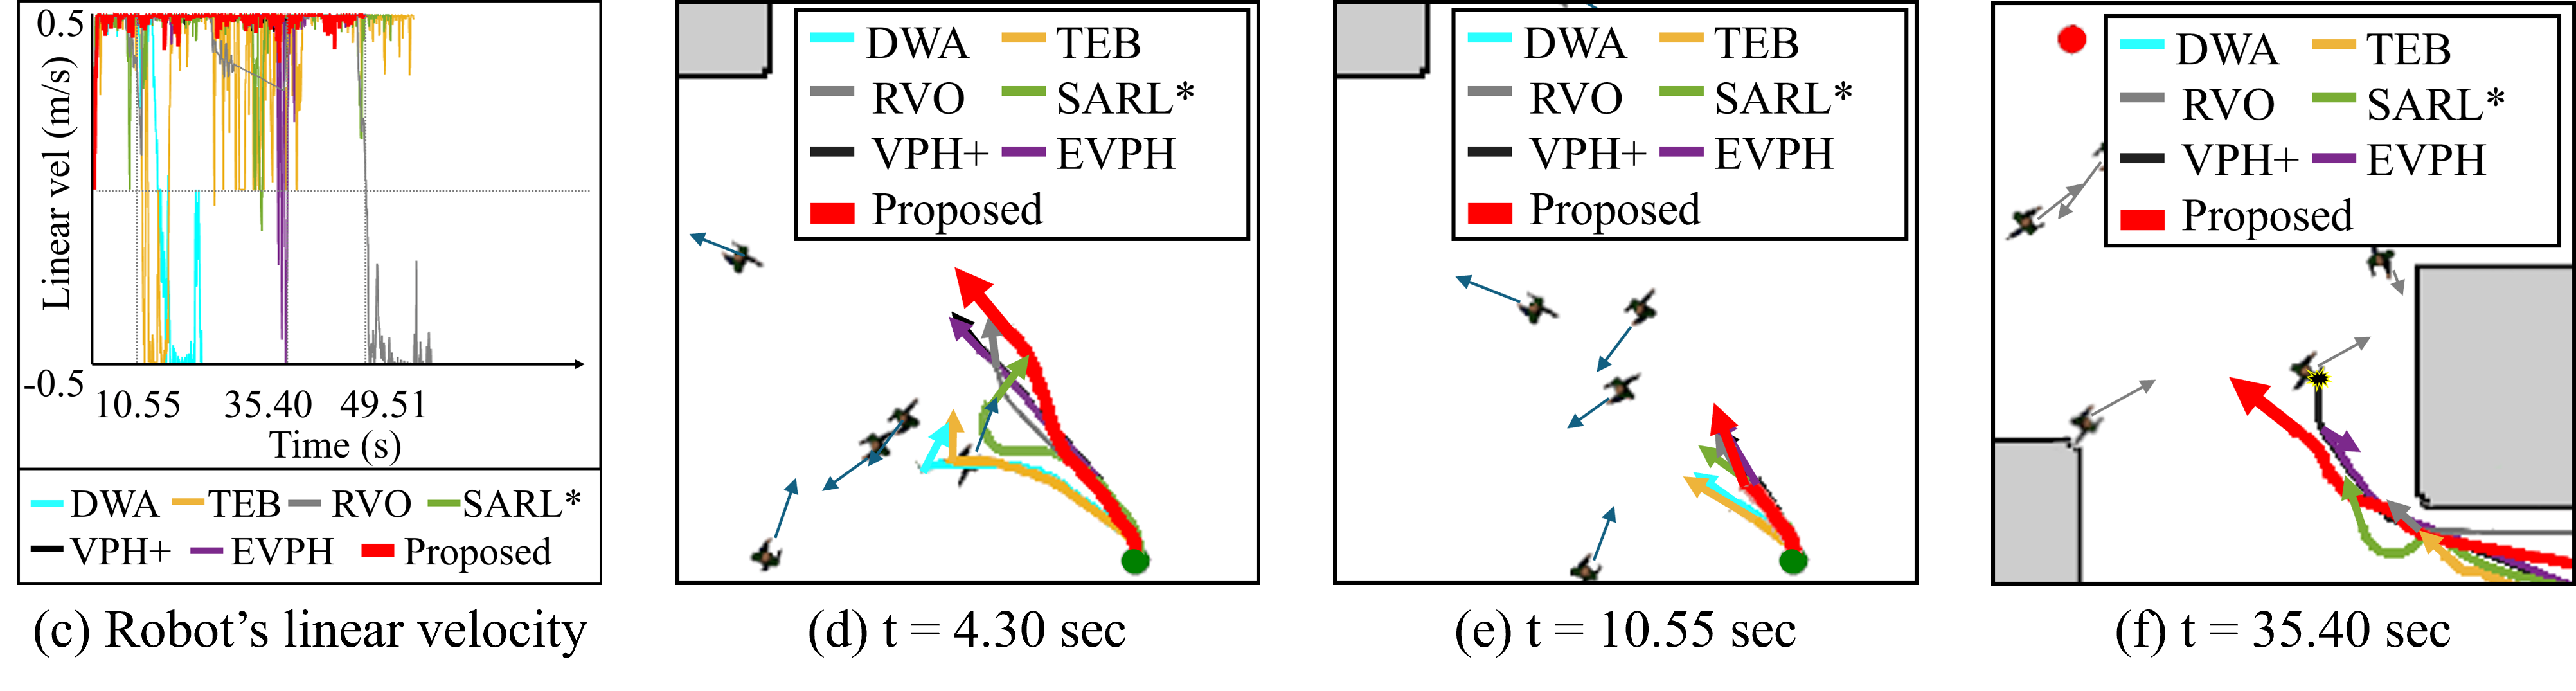 0.5
Linear vel (m/s)
-0.5
10.55 35.40 49.51
Time (s)
DWA TEB RVO SARL*
VPH+ EVPH Proposed
(c) Robot’s linear velocity
DWA TEB
RVO SARL*
VPH+ EVPH
Proposed
(d) t = 4.30 sec
DWA TEB
RVO SARL*
VPH+ EVPH
Proposed
(e) t = 10.55 sec
DWA TEB
RVO SARL*
VPH+ EVPH
Proposed
(f) t = 35.40 sec